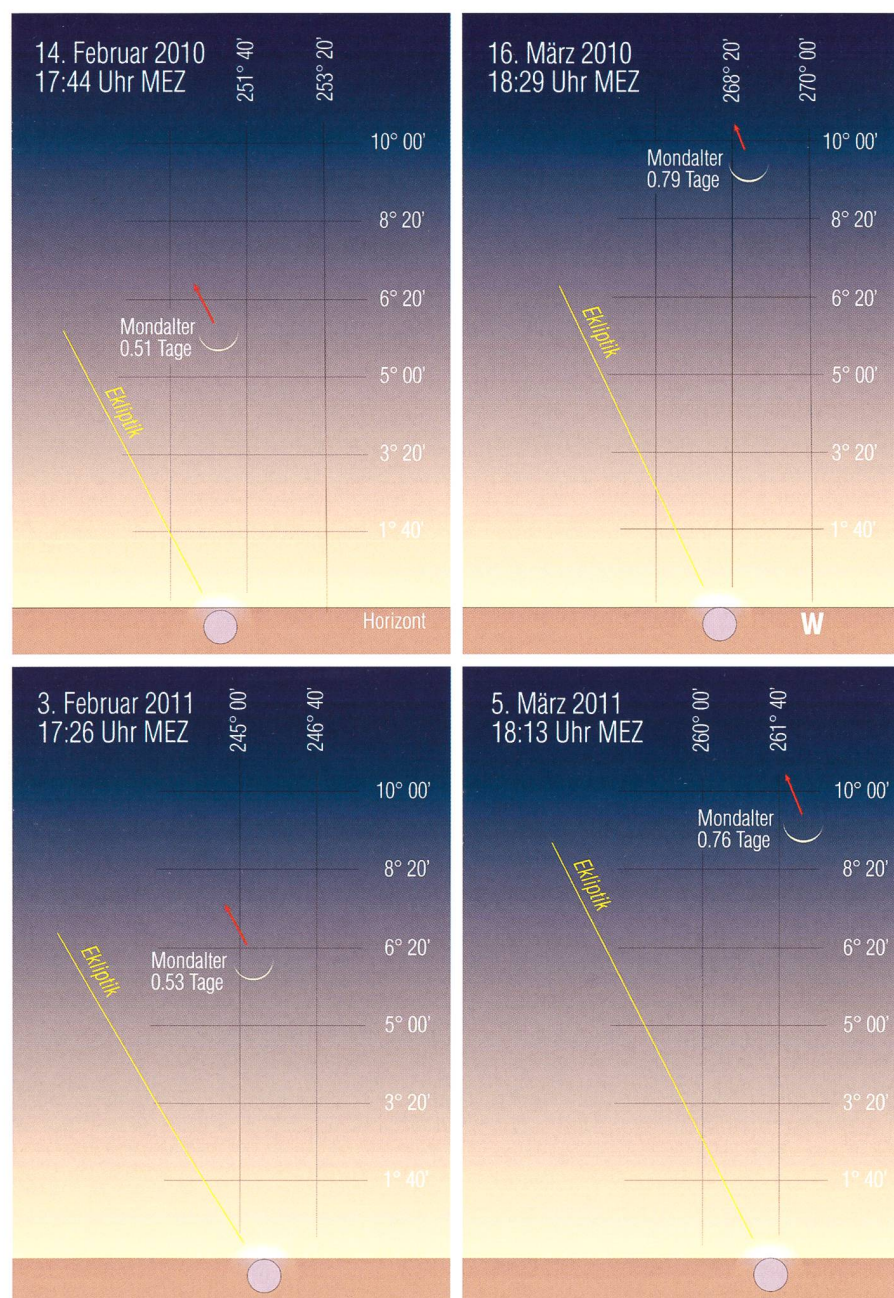 14. Februar 2010
17:44 Uhr MEZ
251° 40'
253° 20'
10° 00'
8° 20'
6° 20'
Mondalter
0.51 Tage
5° 00'
Ekliptik
3° 20'
1° 40'
Horizont
16. März 2010
18:29 Uhr MEZ
268° 20'
270° 00'
10° 00'
Mondalter
0.79 Tage
8° 20'
6° 20'
Ekliptik
5° 00'
3° 20'
1° 40'
W
3. Februar 2011
17:26 Uhr MEZ
245° 00'
246° 40'
10° 00'
8° 20'
6° 20'
Mondalter
0.53 Tage
Ekliptik
5° 00'
3° 20'
1° 40'
5. März 2011
18:13 Uhr MEZ
260° 00'
261° 40'
10° 00'
Mondalter
0.76 Tage
8° 20'
Ekliptik
6° 20'
5° 00'
3° 20'
1° 40'